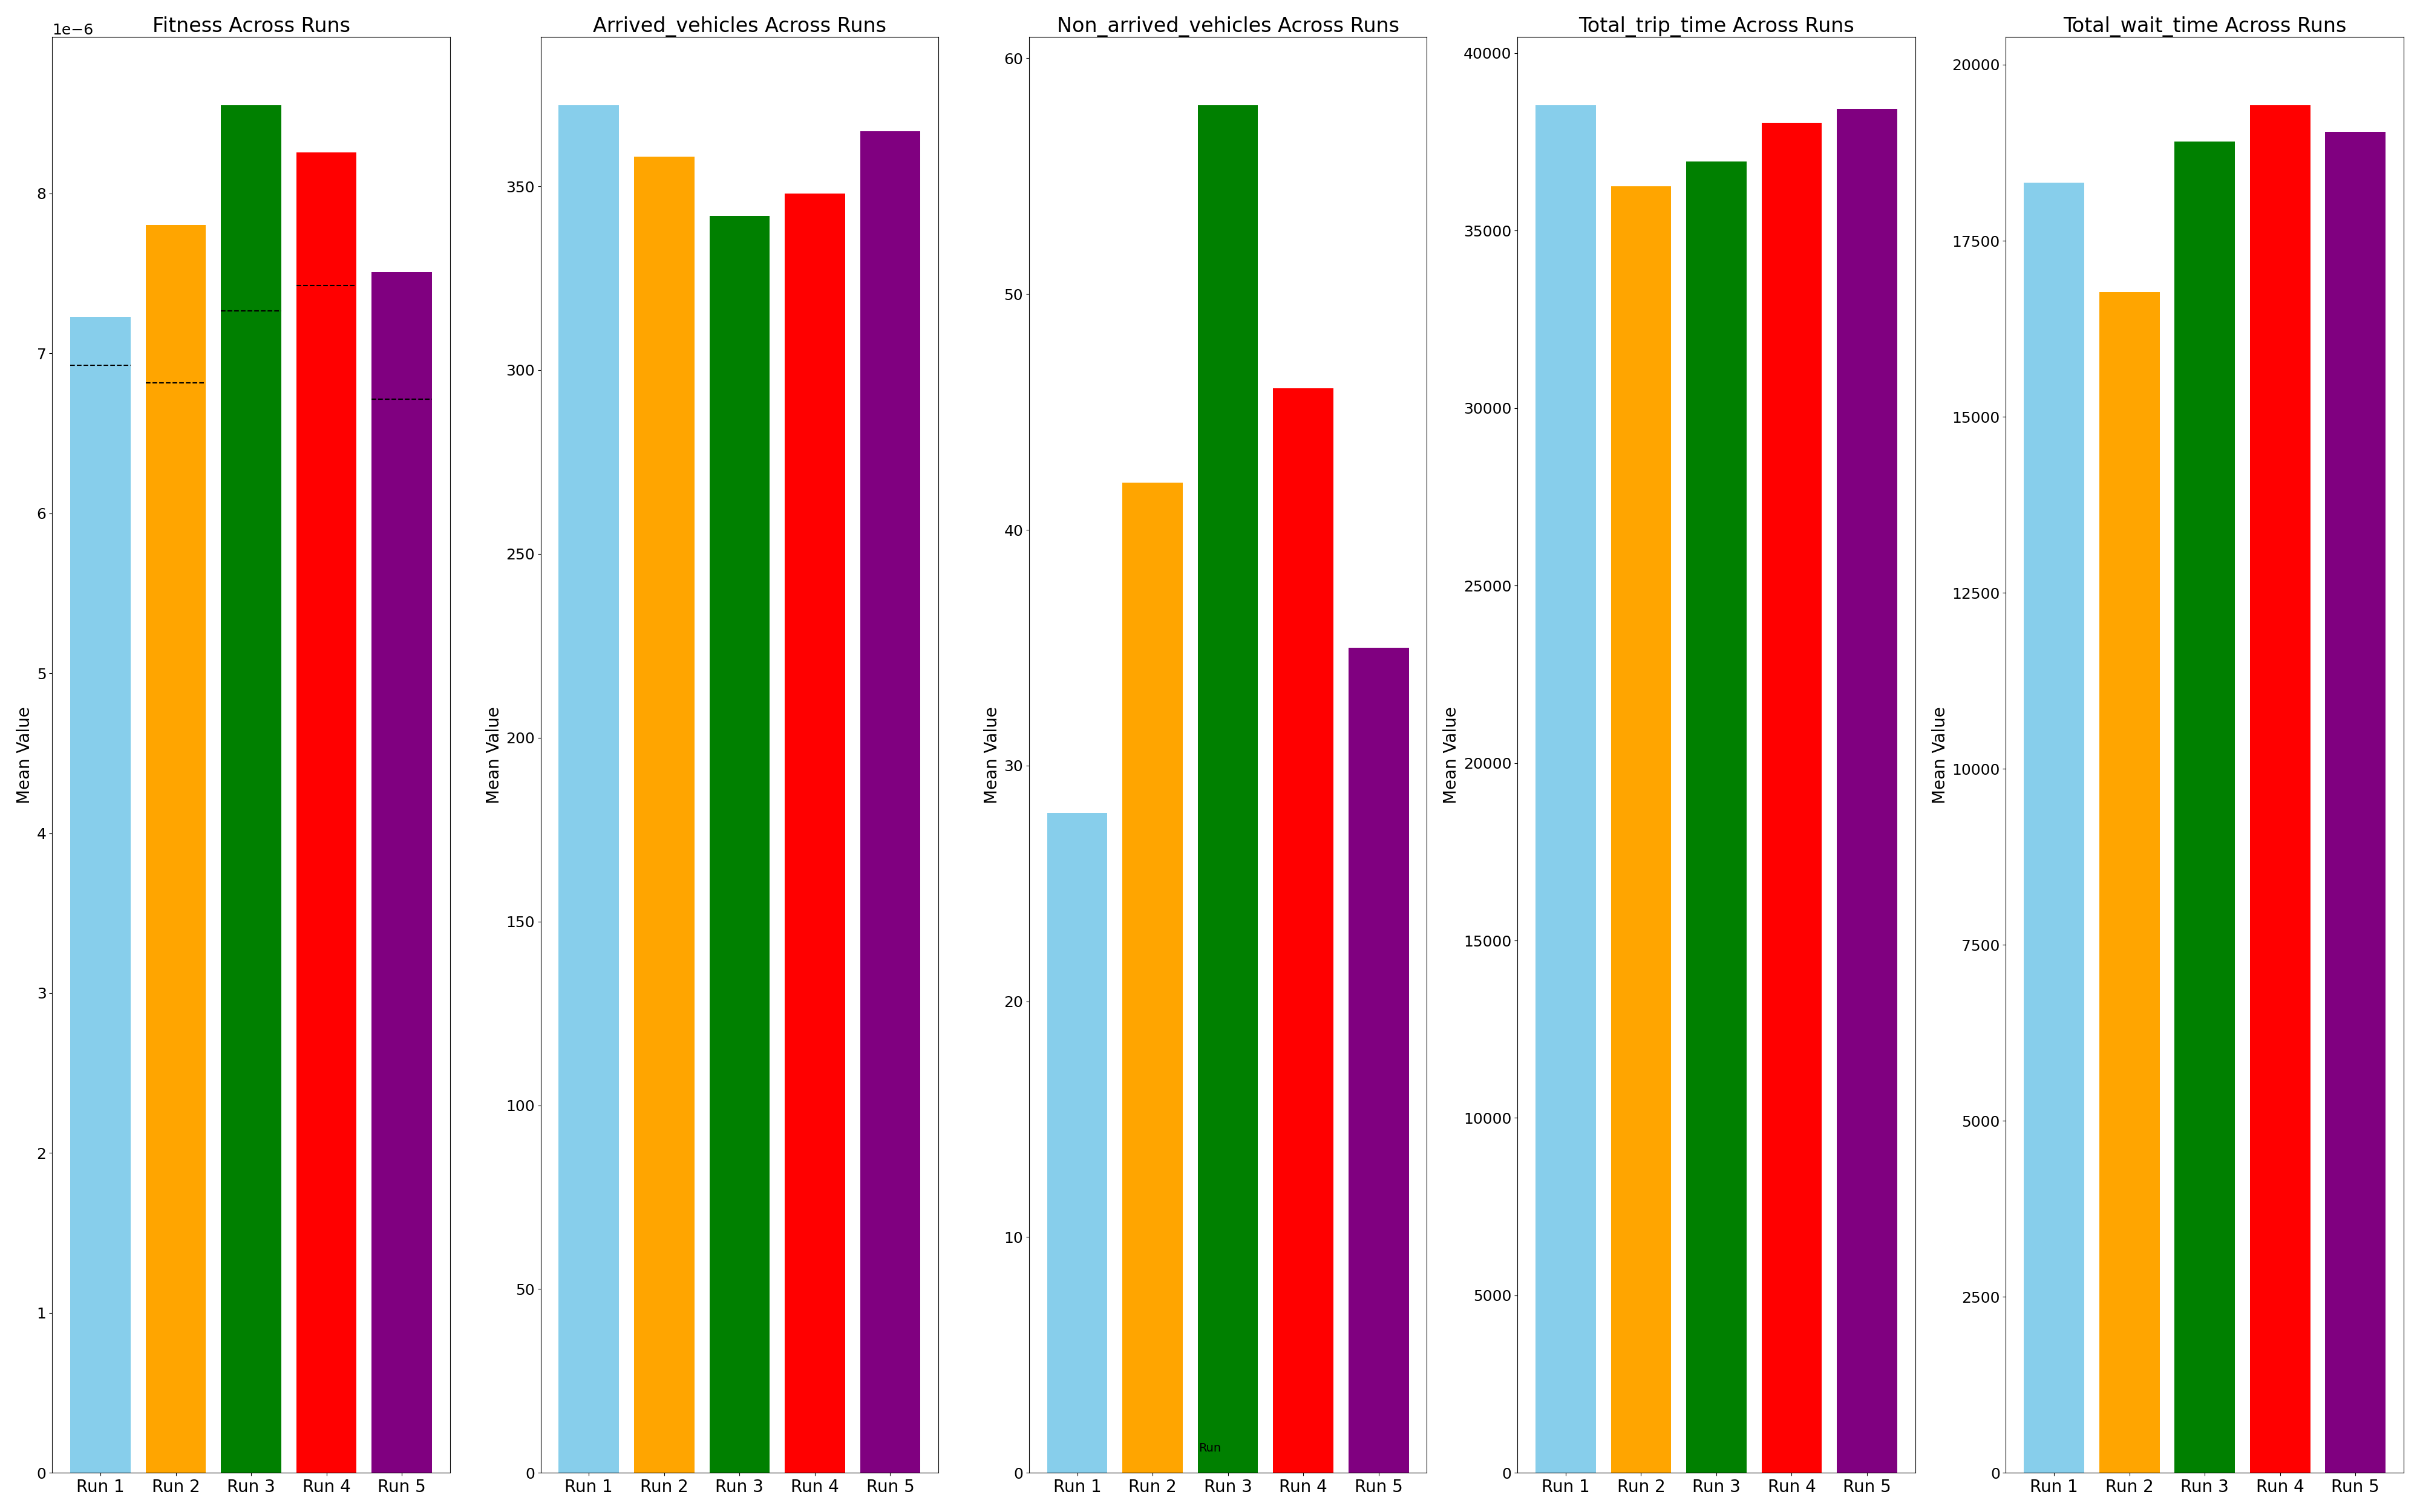 Fitness Across Runs
1e−6
Mean Value
8
7
6
5
4
3
2
1
0
Run 1 Run 2 Run 3 Run 4 Run 5
Arrived_vehicles Across Runs
Mean Value
350
300
250
200
150
100
50
0
Run 1 Run 2 Run 3 Run 4 Run 5
Non_arrived_vehicles Across Runs
Mean Value
60
50
40
30
20
10
0
Run
Run 1 Run 2 Run 3 Run 4 Run 5
Total_trip_time Across Runs
Mean Value
40000
35000
30000
25000
20000
15000
10000
5000
0
Run 1 Run 2 Run 3 Run 4 Run 5
Total_wait_time Across Runs
Mean Value
20000
17500
15000
12500
10000
7500
5000
2500
0
Run 1 Run 2 Run 3 Run 4 Run 5